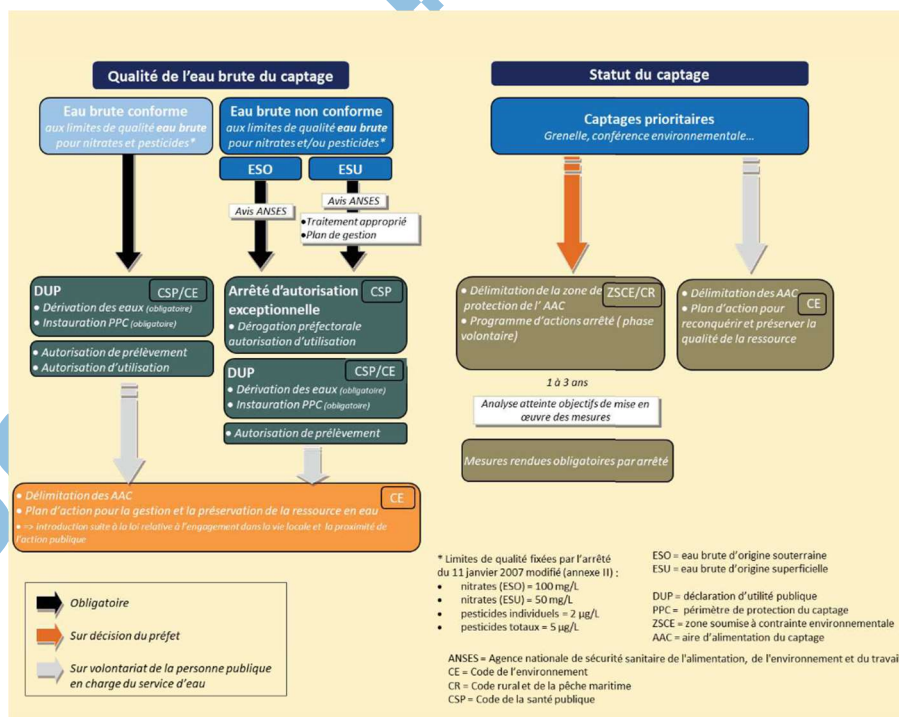 Qualité de l'eau brute du captage
Eau brute conforme
aux limites de qualité eau brute
pour nitrates et pesticides*
Eau brute non conforme
aux limites de qualité eau brute
pour nitrates et/ou pesticides*
ESO
ESU
Avis ANSES
Avis ANSES
•Traitement approprié
•Plan de gestion
DUP
CSP/CE
• Dérivation des eaux (obligatoire)
• Instauration PPC (obligatoire)
• Autorisation de prélèvement
• Autorisation d'utilisation
Arrêté d'autorisation
exceptionnelle
CSP
• Dérogation préfectorale
autorisation d'utilisation
DUP
CSP/CE
• Dérivation des eaux (obligatoire)
• Instauration PPC (obligatoire)
• Autorisation de prélèvement
• Délimitation des AAC
CE
• Plan d'action pour la gestion et la préservation de la ressource en eau
• => Introduction suite à la loi relative à l'engagement dans la vie locale et la proximité de
l'action publique
Statut du captage
Captages prioritaires
Grenelle, conférence environnementale…
• Délimitation de la zone de
protection de l' AAC
ZSCE/CR
• Programme d'actions arrêté ( phase
volontaire)
• Délimitation des AAC
• Plan d'action pour
reconquérir et préserver la
qualité de la ressource
CE
1 à 3 ans
Analyse atteinte objectifs de mise en
œuvre des mesures
Mesures rendues obligatoires par arrêté
Obligatoire
Sur décision du préfet
Sur volontariat de la personne publique
en charge du service d'eau
* Limites de qualité fixées par l'arrêté
du 11 janvier 2007 modifié (annexe II) :
• nitrates (ESO) = 100 mg/L
• nitrates (ESU) = 50 mg/L
• pesticides individuels = 2 µg/L
• pesticides totaux = 5 µg/L
ESO = eau brute d'origine souterraine
ESU = eau brute d'origine superficielle
DUP = déclaration d'utilité publique
PPC = périmètre de protection du captage
ZSCE = zone soumise à contrainte environnementale
AAC = aire d'alimentation du captage
ANSES = Agence nationale de sécurité sanitaire de l'alimentation, de l'environnement et du travai
CE = Code de l'environnement
CR = Code rural et de la pêche maritime
CSP = Code de la santé publique